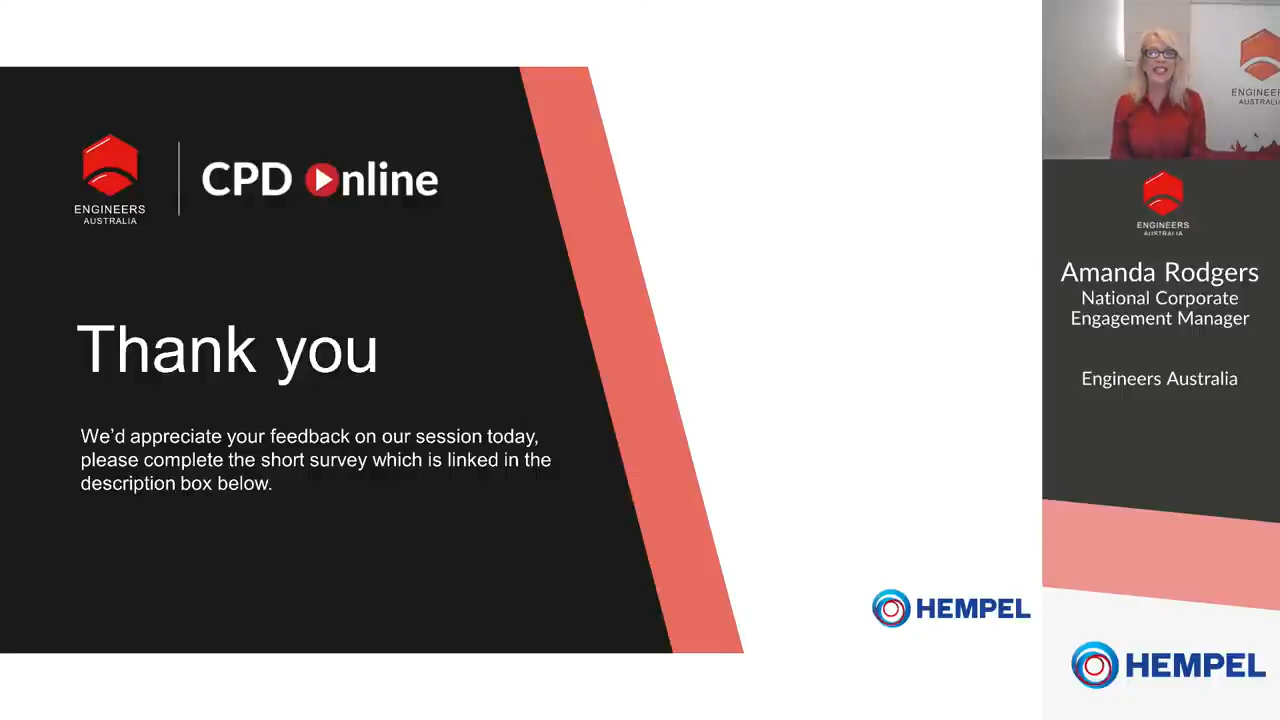 ENGINEERS
AUSTRALIA
CPD Online
Thank you
We'd appreciate your feedback on our session today,
please complete the short survey which is linked in the
description box below.
HEMPEL
ENGINEERS
AUSTRALIA
ENGINEERS
AUSTRALIA
Amanda Rodgers
National Corporate
Engagement Manager
Engineers Australia
HEMPEL